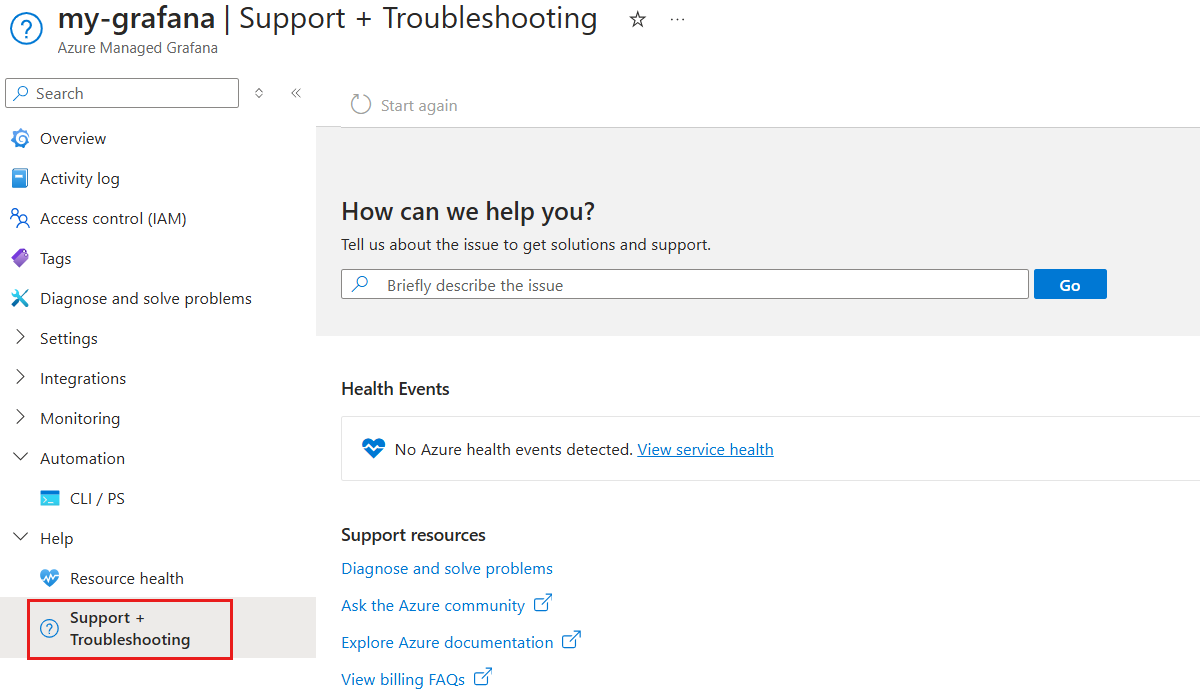 my-grafana | Support + Troubleshooting
Azure Managed Grafana
Search
Overview
Activity log
Access control (IAM)
Tags
Diagnose and solve problems
Settings
Integrations
Monitoring
Automation
CLI / PS
Help
Resource health
Support +
Troubleshooting
Start again
How can we help you?
Tell us about the issue to get solutions and support.
Briefly describe the issue
Go
Health Events
No Azure health events detected. View service health
Support resources
Diagnose and solve problems
Ask the Azure community
Explore Azure documentation
View billing FAQs